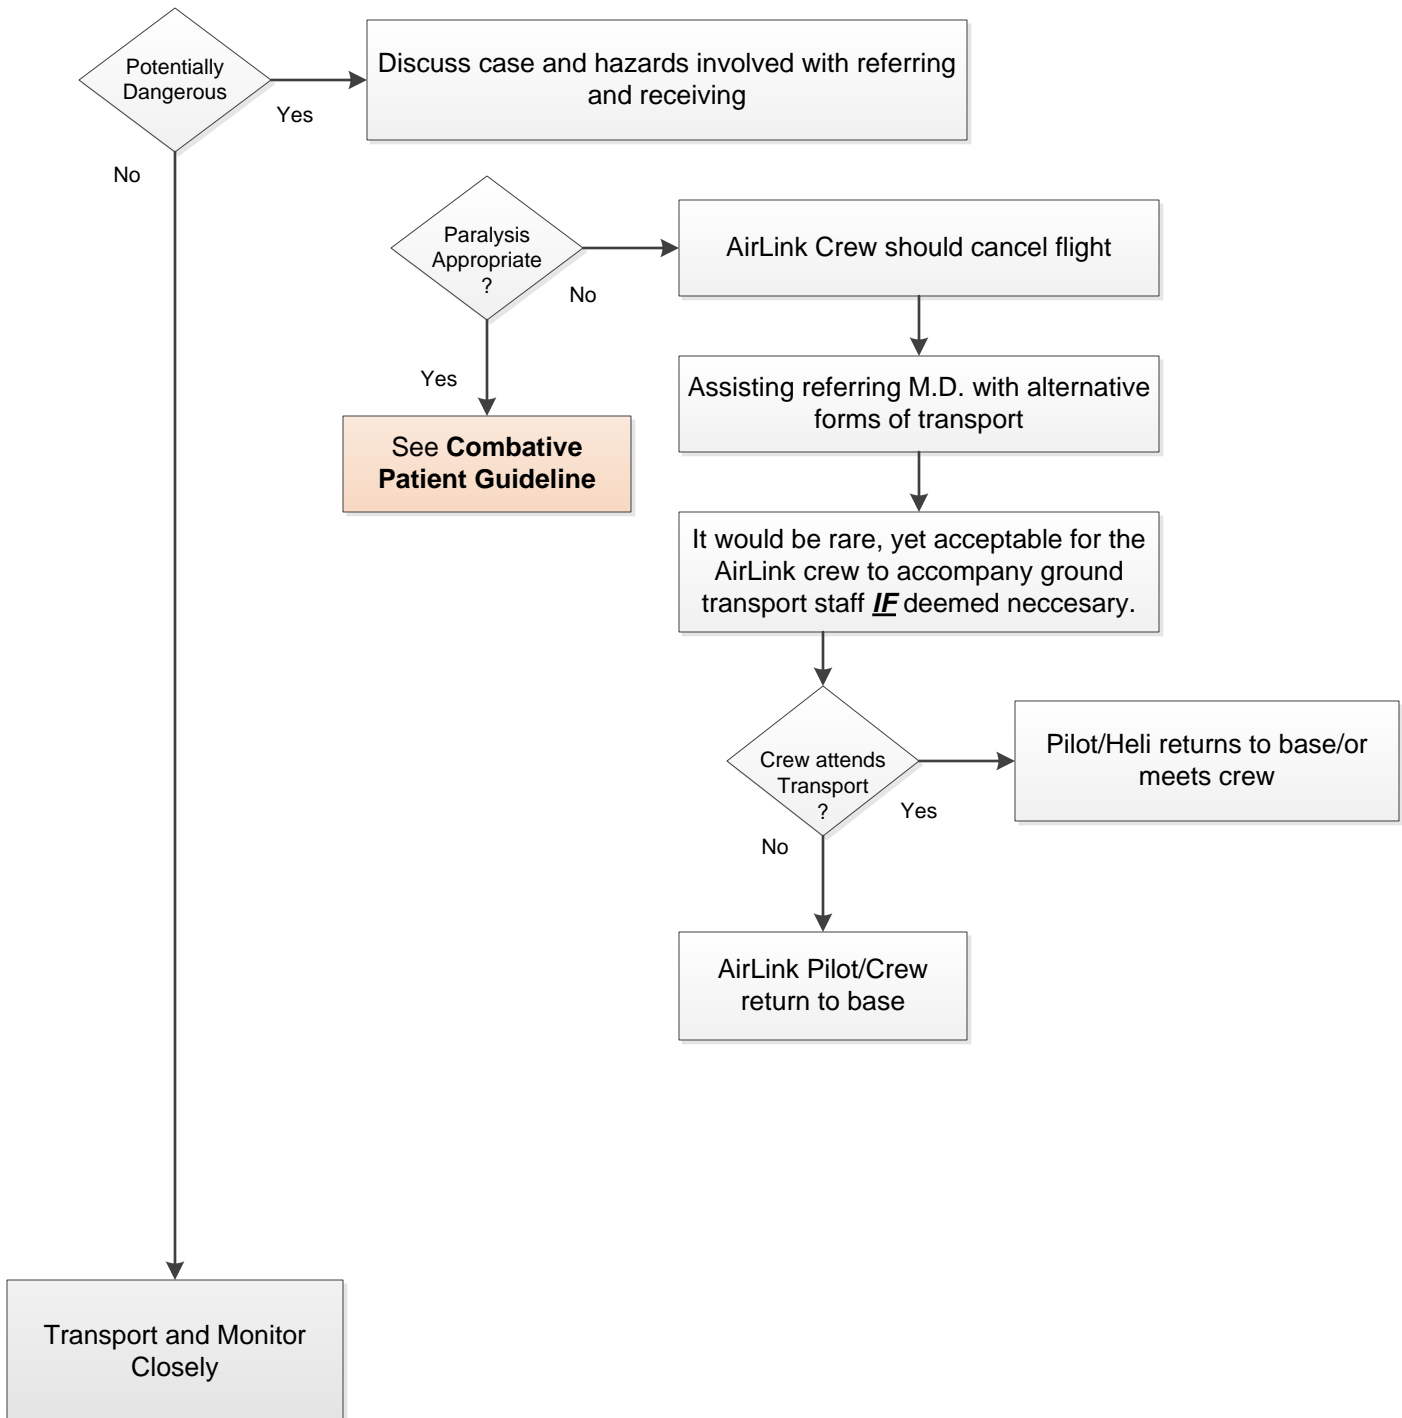 Potentially
Dangerous
Yes
No
Discuss case and hazards involved with referring
and receiving
Paralysis
Appropriate
?
No
Yes
AirLink Crew should cancel flight
Assisting referring M.D. with alternative
forms of transport
See Combative
Patient Guideline
It would be rare, yet acceptable for the
AirLink crew to accompany ground
transport staff IF deemed neccesary.
Crew attends
Transport
?
Yes
No
Pilot/Heli returns to base/or
meets crew
AirLink Pilot/Crew
return to base
Transport and Monitor
Closely